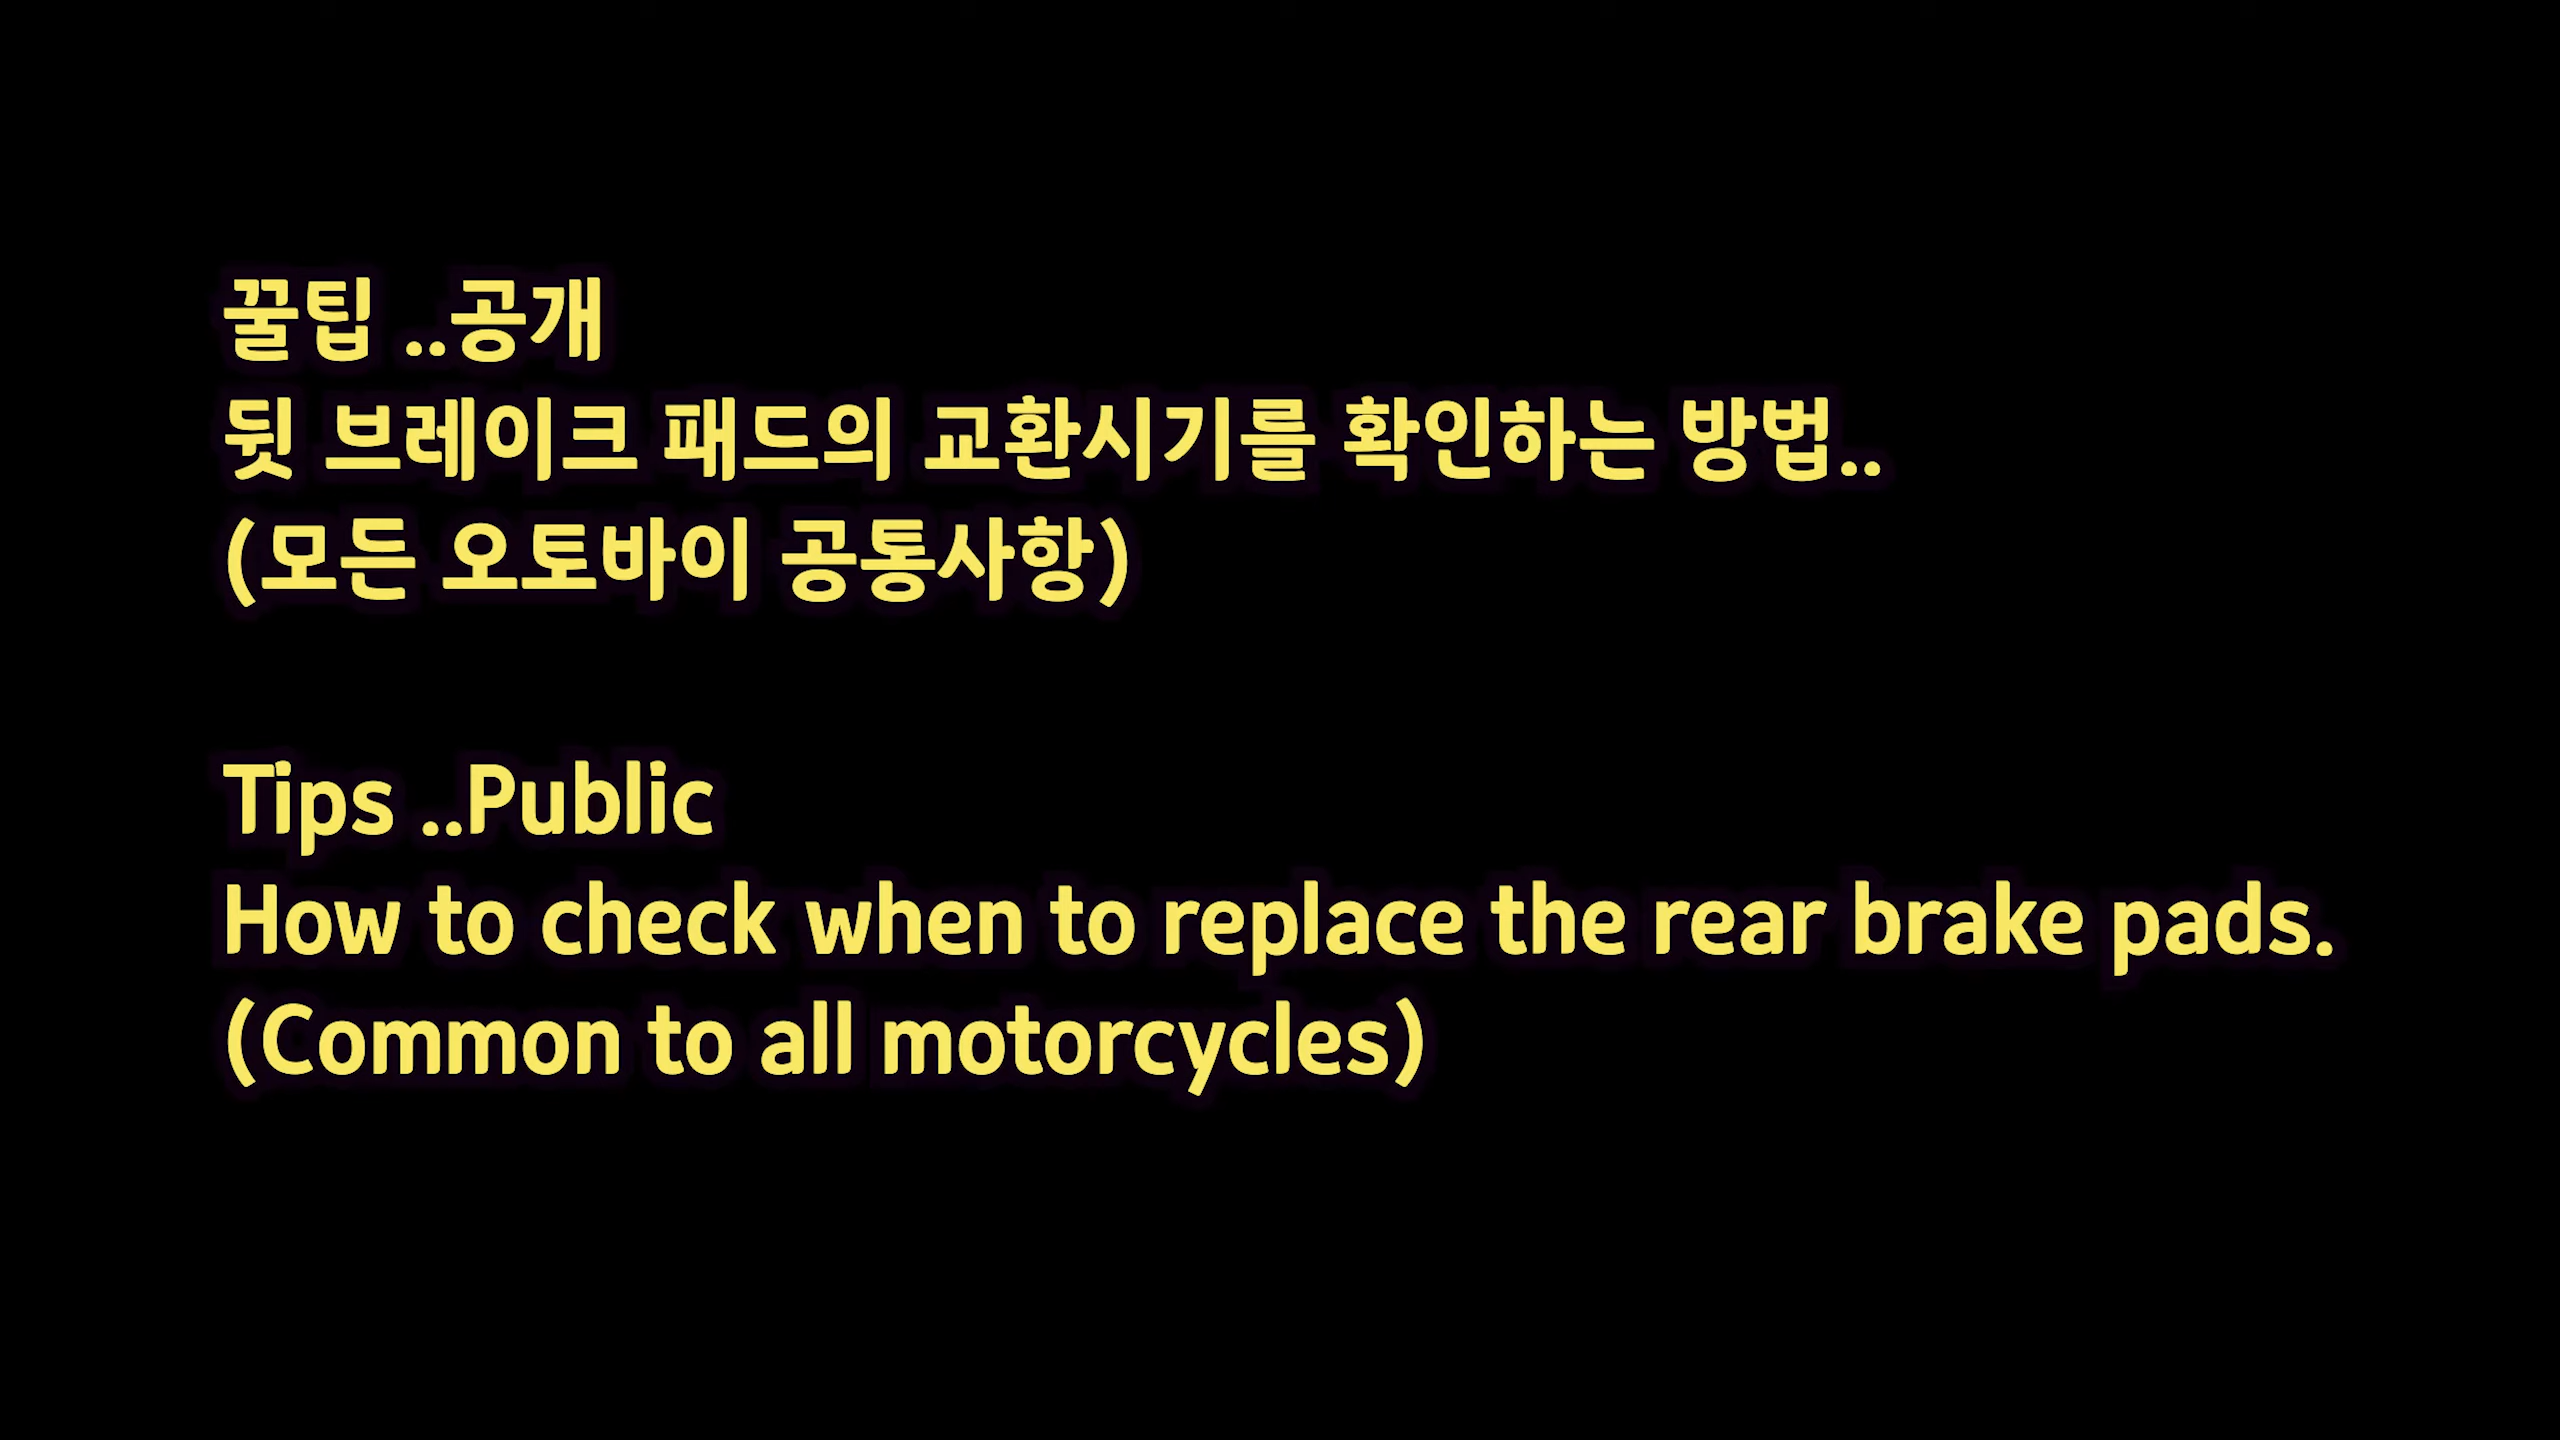 꿀팁 ..공개
뒷 브레이크 패드의 교환시기를 확인하는 방법..
(모든 오토바이 공통사항)
Tips ..Public
How to check when to replace the rear brake pads.
(Common to all motorcycles)